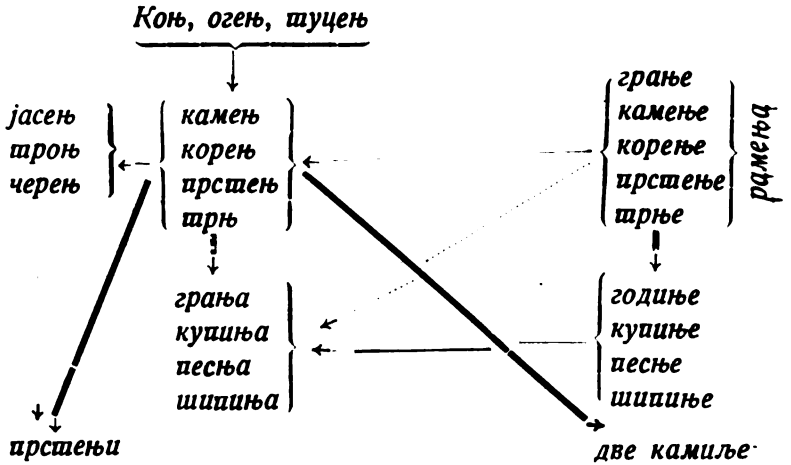 Коњ, огењ, туцењ
јасењ
троњ
черењ
камењ
корењ
прстењ
трњ
грање
камење
корење
прстење
трње
рамења
грања
купиња
песња
шипиња
годиње
купиње
песње
шипиње
прстењи
две камиље